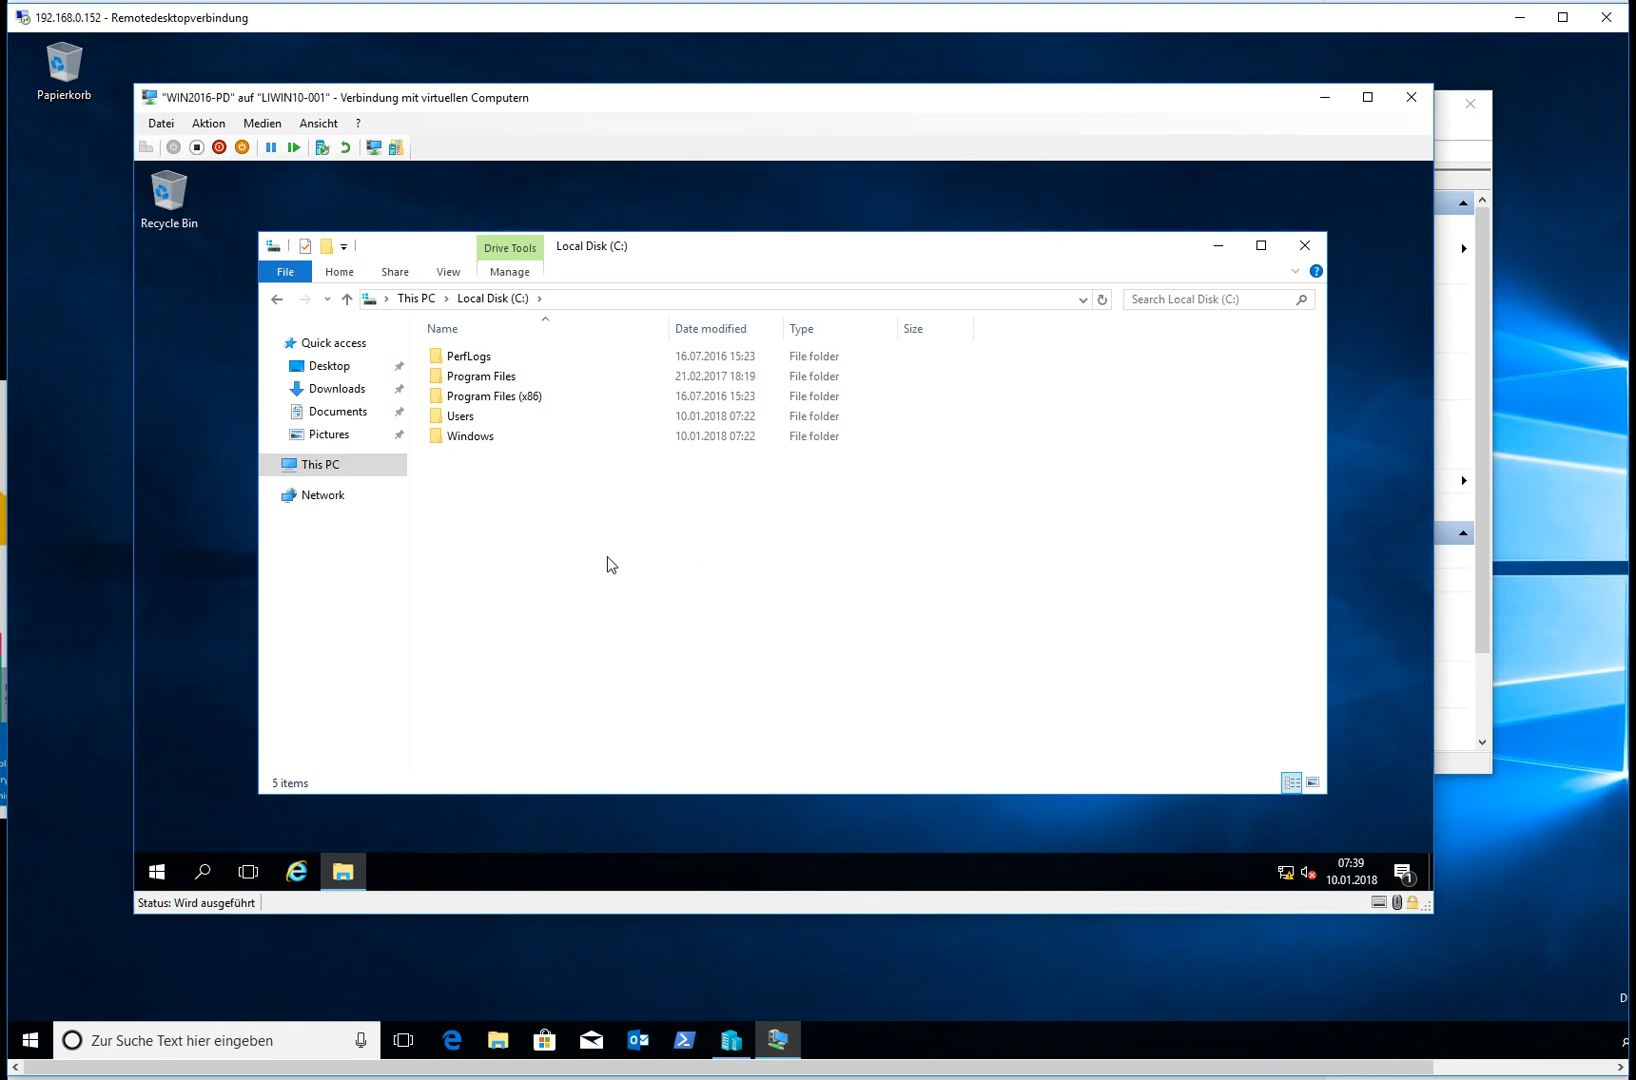 192.168.0.152 - Remotedesktopverbindung
Papierkorb
"WIN2016-PD" auf "LIWIN10-001" - Verbindung mit virtuellen Computern
Datei Aktion Medien Ansicht ?
Recycle Bin
Drive Tools Local Disk (C:)
File Home Share View Manage
This PC Local Disk (C:) Search Local Disk (C:)
Name Date modified Type Size
Quick access
Desktop
Downloads
Documents
Pictures
This PC
Network
PerfLogs 16.07.2016 15:23 File folder
Program Files 21.02.2017 18:19 File folder
Program Files (x86) 16.07.2016 15:23 File folder
Users 10.01.2018 07:22 File folder
Windows 10.01.2018 07:22 File folder
5 items
07:39
10.01.2018
1
Status: Wird ausgeführt
Zur Suche Text hier eingeben